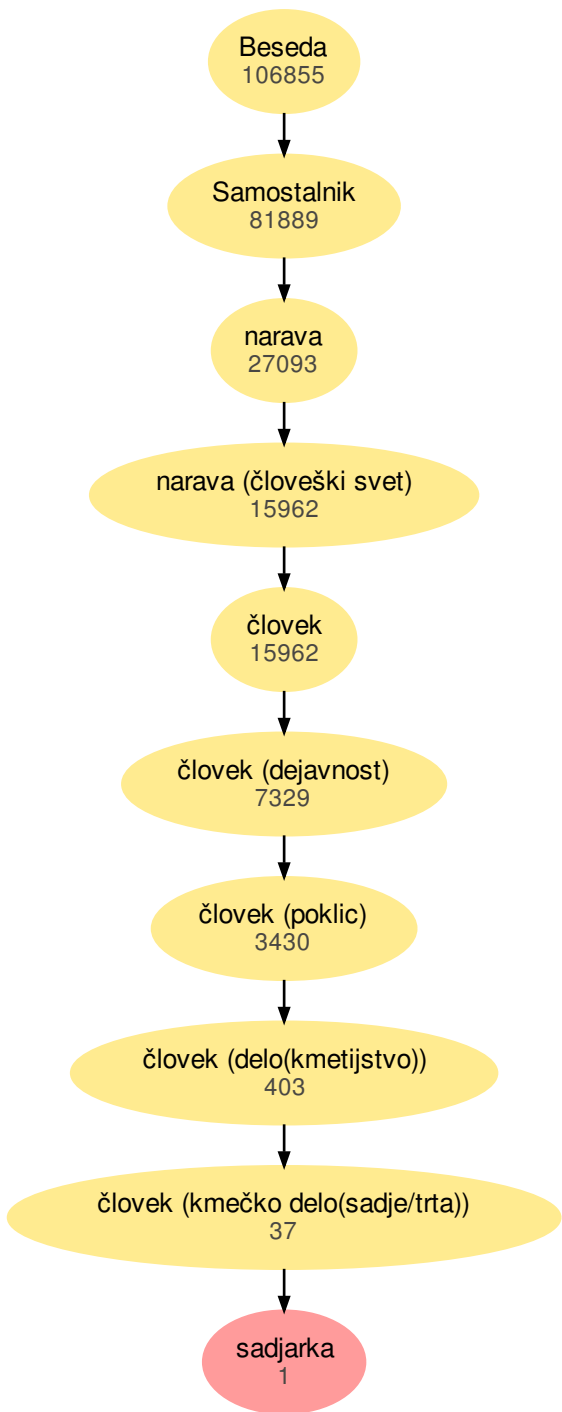 Beseda
106855
Samostalnik
81889
narava
27093
narava (človeški svet)
15962
človek
15962
človek (dejavnost)
7329
človek (poklic)
3430
človek (delo(kmetijstvo))
403
človek (kmečko delo(sadje/trta))
37
sadjarka
1